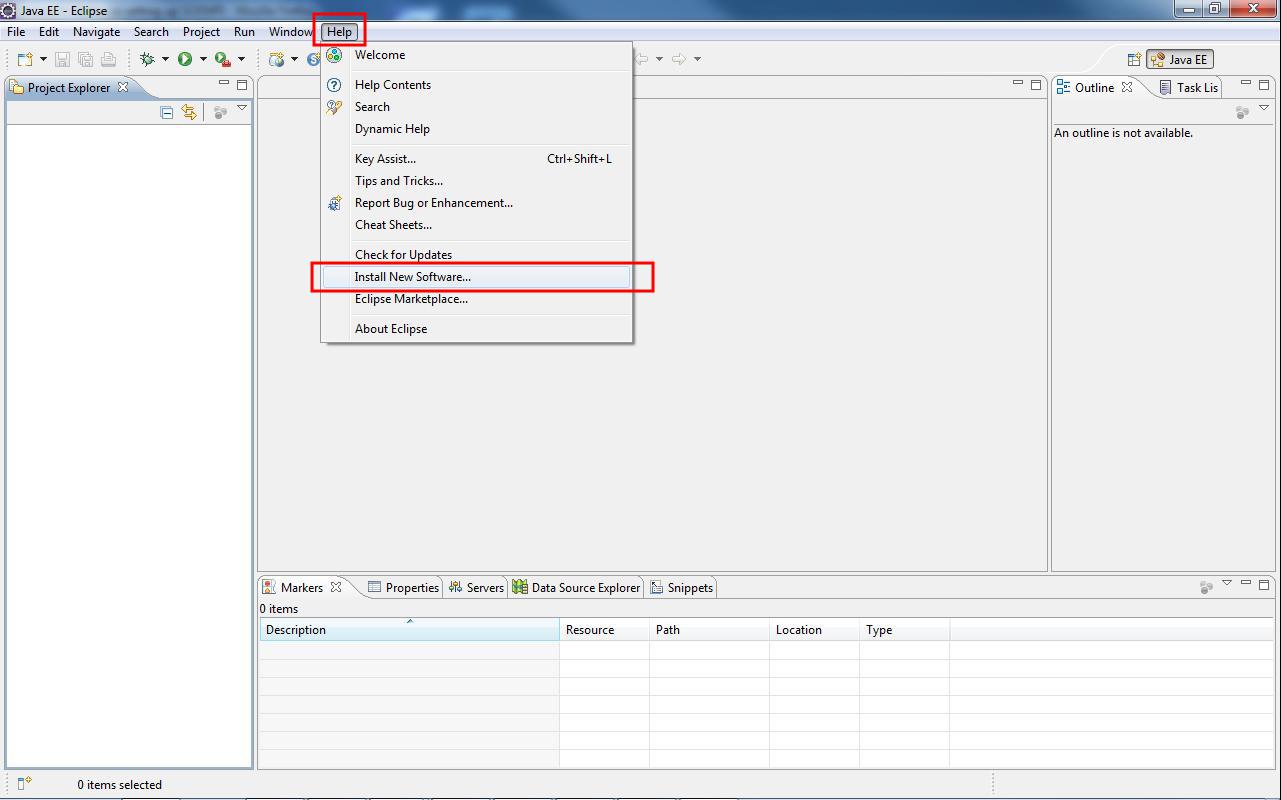 Java EE - Eclipse
File Edit Navigate Search Project Run Window Help
Java EE
Project Explorer
Welcome
Help Contents
Search
Dynamic Help
Key Assist... Ctrl+Shift+L
Tips and Tricks...
Report Bug or Enhancement...
Cheat Sheets...
Check for Updates
Install New Software...
Eclipse Marketplace...
About Eclipse
Outline Task Lis
An outline is not available.
Markers Properties Servers Data Source Explorer Snippets
0 items
Description Resource Path Location Type
0 items selected